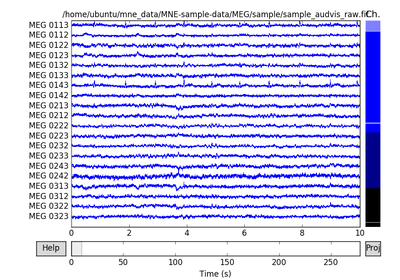 /home/ubuntu/mne_data/MNE-sample-data/MEG/sample/sample_audvis_raw.fif
Ch.
MEG 0113
MEG 0112
MEG 0122
MEG 0123
MEG 0132
MEG 0133
MEG 0143
MEG 0142
MEG 0213
MEG 0212
MEG 0222
MEG 0223
MEG 0232
MEG 0233
MEG 0243
MEG 0242
MEG 0313
MEG 0312
MEG 0322
MEG 0323
0 2 4 6 8 10
Help
Proj
0 50 100 150 200 250
Time (s)